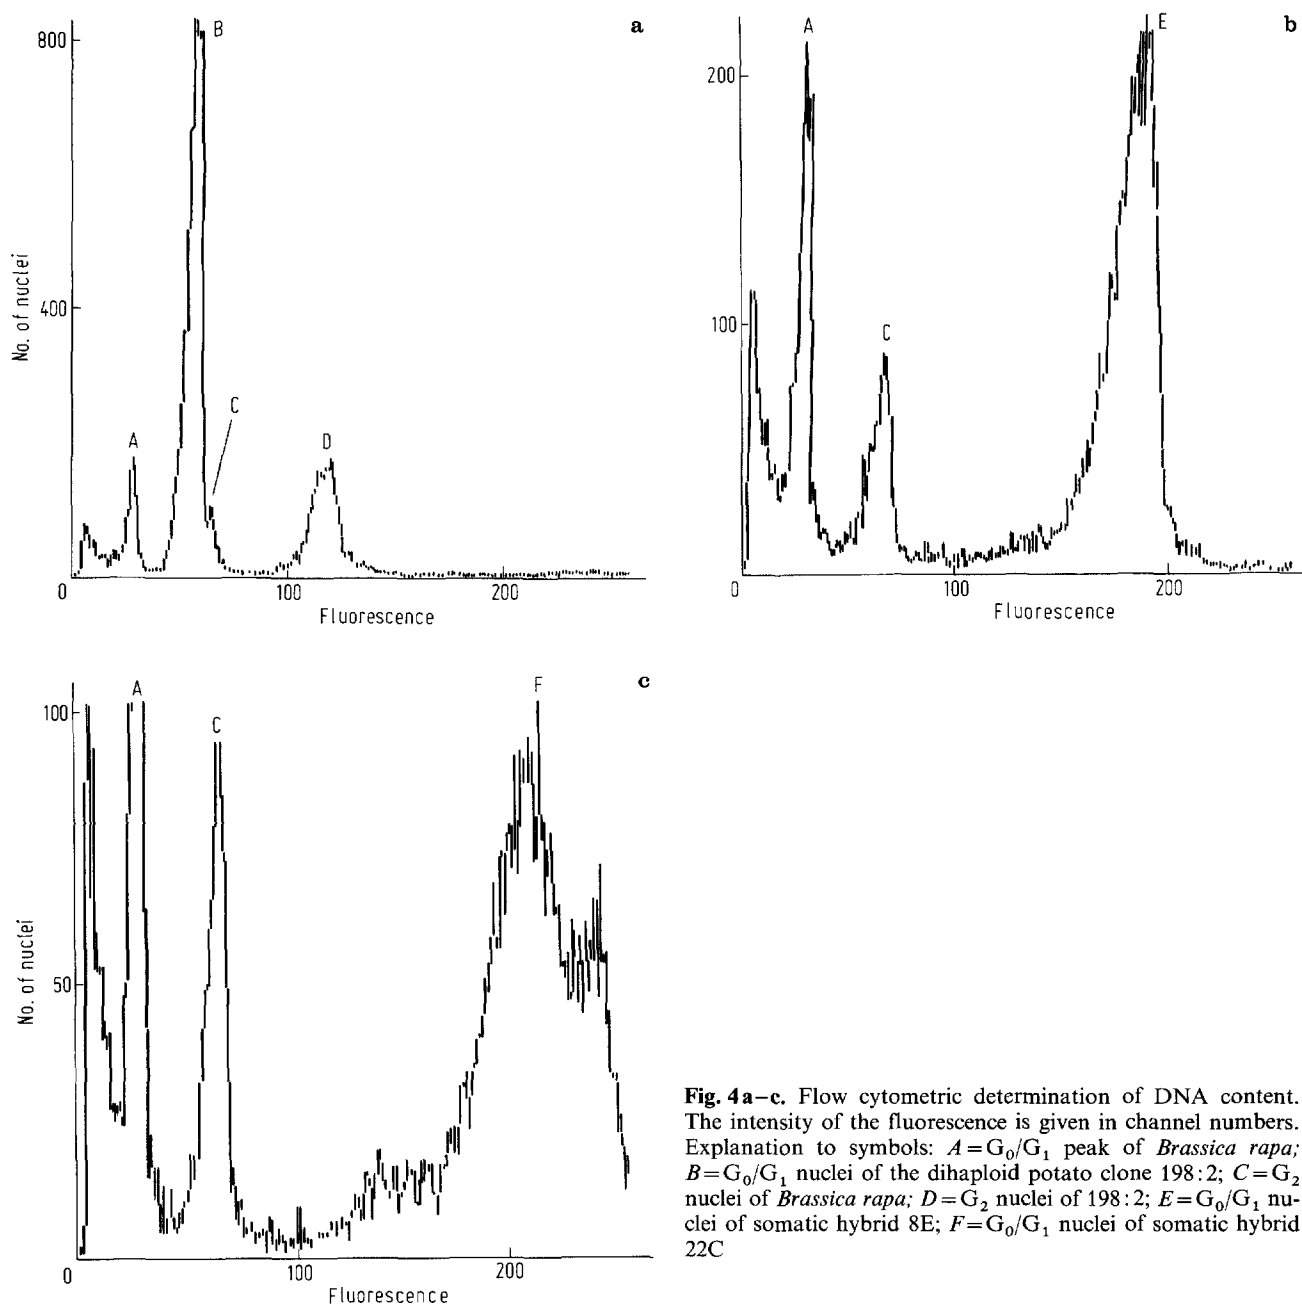 a
800
B
400
A
C
D
No. of nuclei
0
100
200
Fluorescence
b
A
E
200
C
100
0
100
200
Fluorescence
c
A
F
100
C
50
No. of nuclei
0
100
200
Fluorescence
Fig. 4a–c. Flow cytometric determination of DNA content.
The intensity of the fluorescence is given in channel numbers.
Explanation to symbols: A=G₀/G₁ peak of Brassica rapa;
B=G₀/G₁ nuclei of the dihaploid potato clone 198:2; C=G₂
nuclei of Brassica rapa; D=G₂ nuclei of 198:2; E=G₀/G₁ nu-
clei of somatic hybrid 8E; F=G₀/G₁ nuclei of somatic hybrid
22C